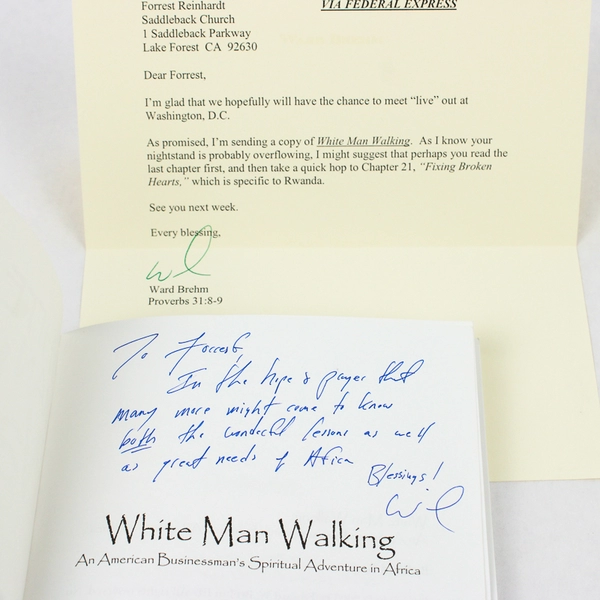 Forrest Reinhardt
VIA FEDERAL EXPRESS
Saddleback Church
1 Saddleback Parkway
Lake Forest CA 92630
Dear Forrest,
I'm glad that we hopefully will have the chance to meet “live” out at
Washington, D.C.
As promised, I'm sending a copy of White Man Walking. As I know your
nightstand is probably overflowing, I might suggest that perhaps you read the
last chapter first, and then take a quick hop to Chapter 21, “Fixing Broken
Hearts,” which is specific to Rwanda.
See you next week.
Every blessing,
Ward Brehm
Proverbs 31:8-9
To Forrest,
In the hope & prayer that
many more might come to know
both the wonderful lessons as well
as great needs of Africa
Blessings!
White Man Walking
An American Businessman's Spiritual Adventure in Africa